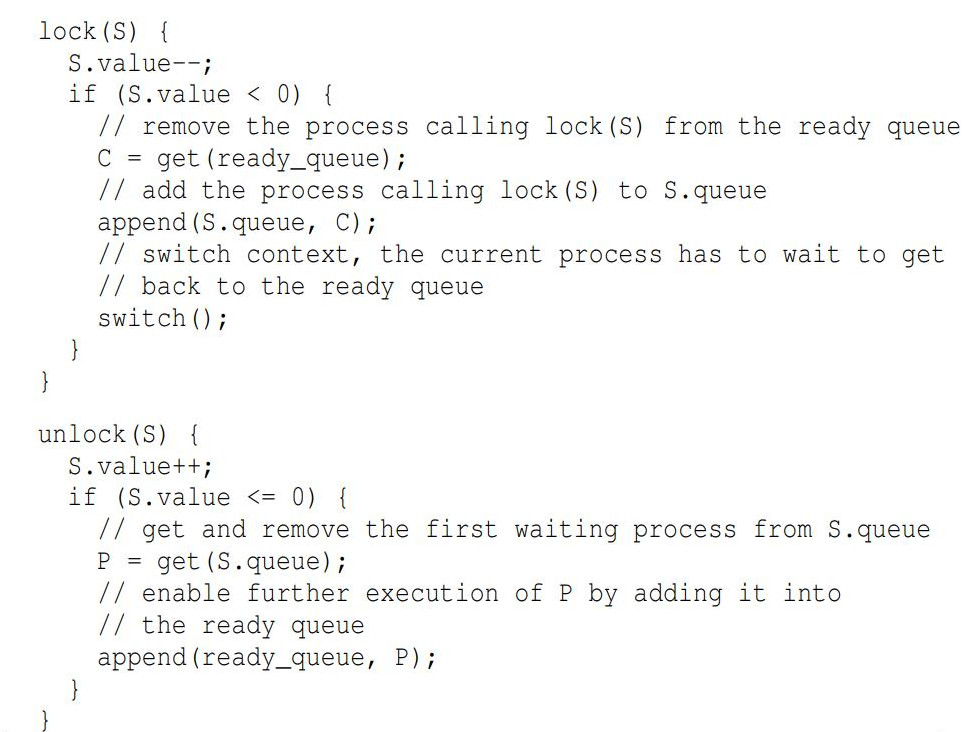 lock(S) {
S.value--;
if (S.value < 0) {
// remove the process calling lock(S) from the ready queue
C = get(ready_queue);
// add the process calling lock(S) to S.queue
append(S.queue, C);
// switch context, the current process has to wait to get
// back to the ready queue
switch();
}
}
unlock(S) {
S.value++;
if (S.value <= 0) {
// get and remove the first waiting process from S.queue
P = get(S.queue);
// enable further execution of P by adding it into
// the ready queue
append(ready_queue, P);
}
}